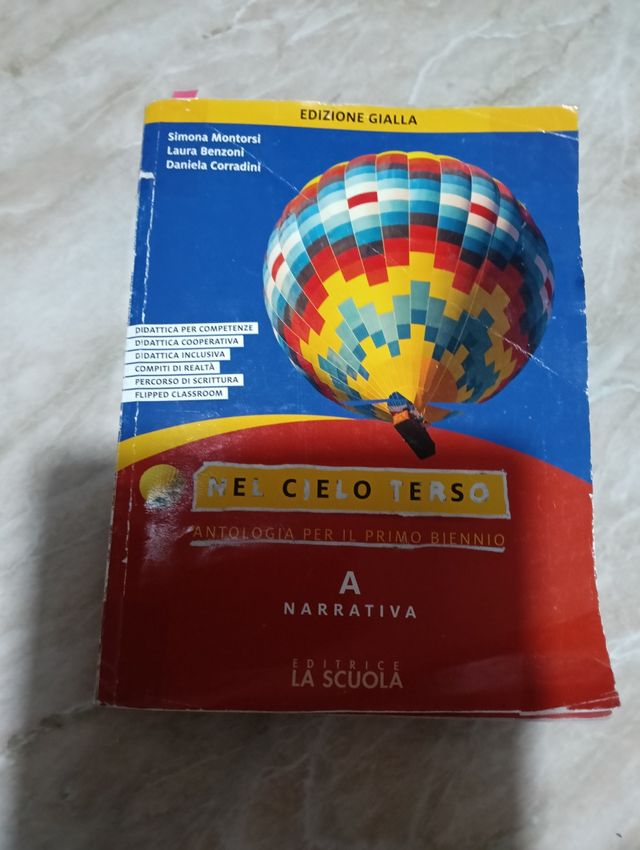 EDIZIONE GIALLA
Simona Montorsi
Laura Benzoni
Daniela Corradini
DIDATTICA PER COMPETENZE
DIDATTICA COOPERATIVA
DIDATTICA INCLUSIVA
COMPITI DI REALTÀ
PERCORSO DI SCRITTURA
FLIPPED CLASSROOM
NEL CIELO TERSO
ANTOLOGIA PER IL PRIMO BIENNIO
A
NARRATIVA
EDITRICE
LA SCUOLA